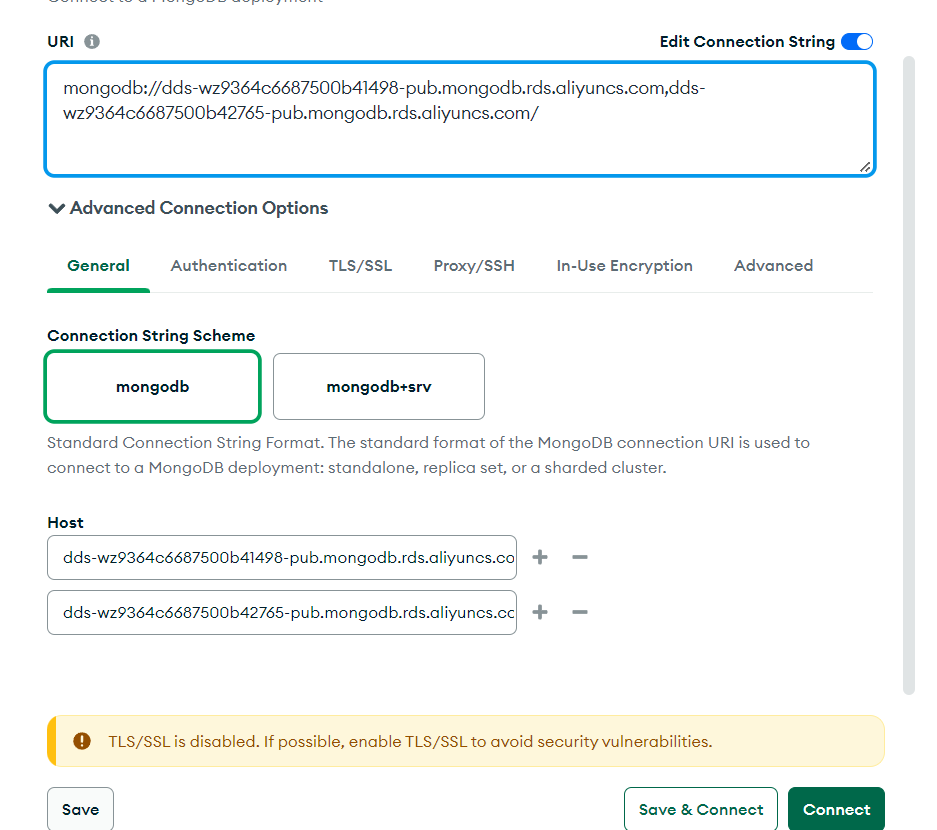 Connect to a MongoDB deployment
URI
Edit Connection String
mongodb://dds-wz9364c6687500b41498-pub.mongodb.rds.aliyuncs.com,dds-
wz9364c6687500b42765-pub.mongodb.rds.aliyuncs.com/
Advanced Connection Options
General Authentication TLS/SSL Proxy/SSH In-Use Encryption Advanced
Connection String Scheme
mongodb mongodb+srv
Standard Connection String Format. The standard format of the MongoDB connection URI is used to
connect to a MongoDB deployment: standalone, replica set, or a sharded cluster.
Host
dds-wz9364c6687500b41498-pub.mongodb.rds.aliyuncs.co
dds-wz9364c6687500b42765-pub.mongodb.rds.aliyuncs.cc
TLS/SSL is disabled. If possible, enable TLS/SSL to avoid security vulnerabilities.
Save Save & Connect Connect